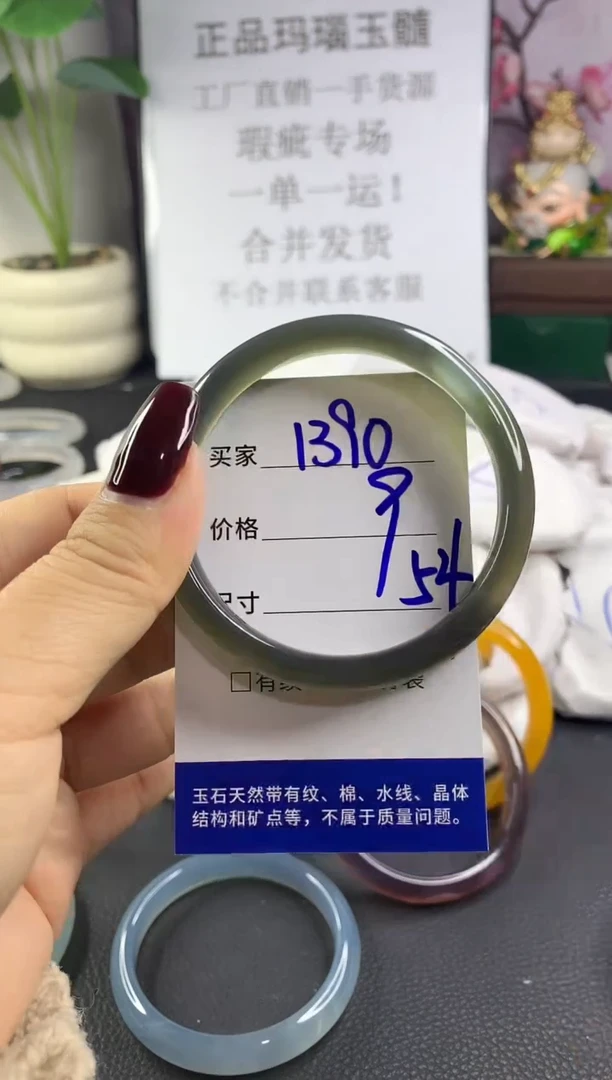 正品玛瑙玉髓
工厂直销一手货源
瑕疵专场
一单一运!
合并发货
不合并联系客服
买家 1390
价格 9
尺寸 54
玉石天然带有纹、棉、水线、晶体
结构和矿点等，不属于质量问题。